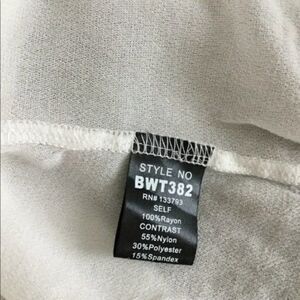 STYLE NO
BWT382
RN# 133793
SELF
100%Rayon
CONTRAST
55%Nylon
30%Polyester
15%Spandex